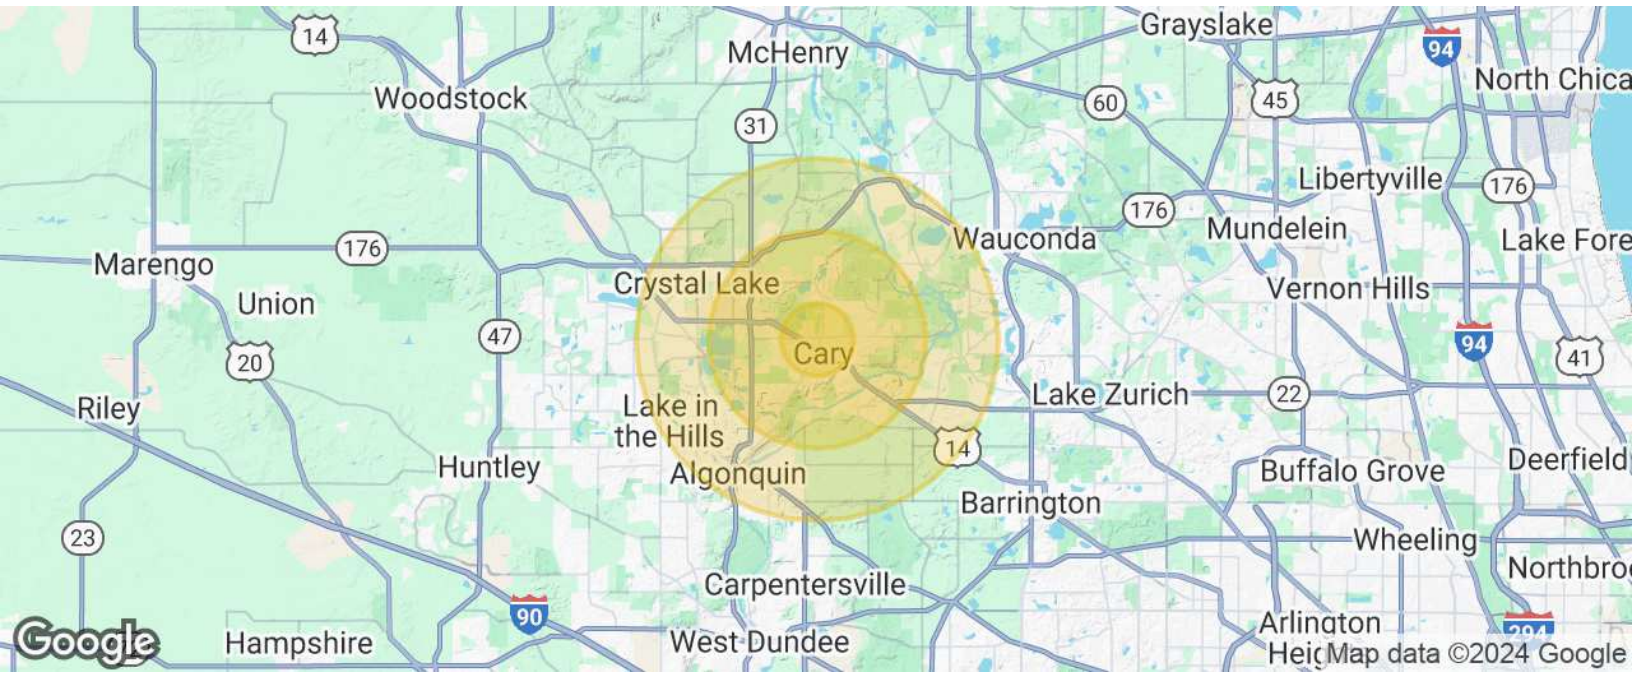 14
McHenry
Grayslake
94
North Chica
Woodstock
60
45
31
Libertyville
176
176
Mundelein
Wauconda
Lake Fore
176
Marengo
Crystal Lake
Vernon Hills
Union
47
94
41
20
Cary
Lake Zurich
22
Riley
Lake in
the Hills
14
Huntley
Algonquin
Buffalo Grove
Deerfield
Barrington
23
Wheeling
Northbro
Carpentersville
90
Arlington
294
Google
Hampshire
West Dundee
Heig
Map data ©2024 Google